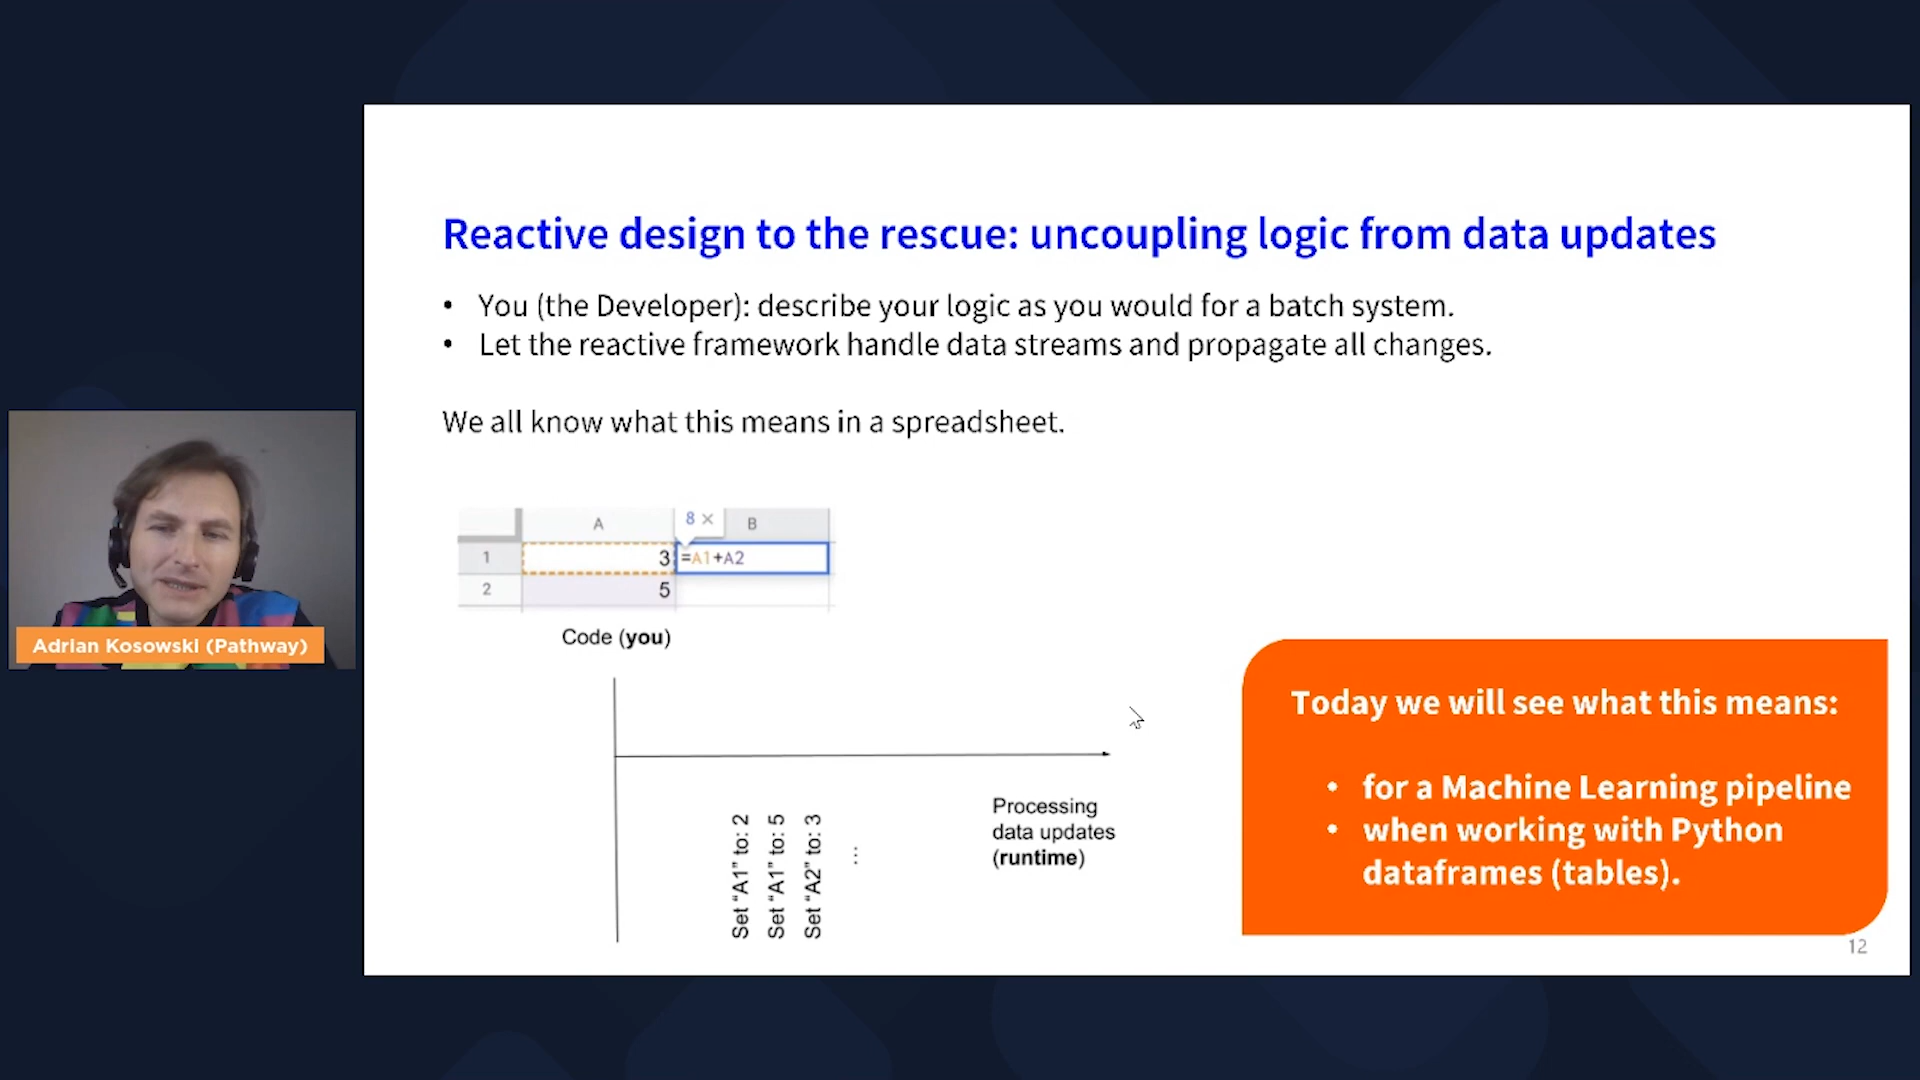 Reactive design to the rescue: uncoupling logic from data updates
• You (the Developer): describe your logic as you would for a batch system.
• Let the reactive framework handle data streams and propagate all changes.
We all know what this means in a spreadsheet.
A
8 ×
B
1
3
=A1+A2
2
5
Code (you)
Adrian Kosowski (Pathway)
Set “A1” to: 2
Set “A1” to: 5
Set “A2” to: 3
...
Processing
data updates
(runtime)
Today we will see what this means:
• for a Machine Learning pipeline
• when working with Python
dataframes (tables).
12